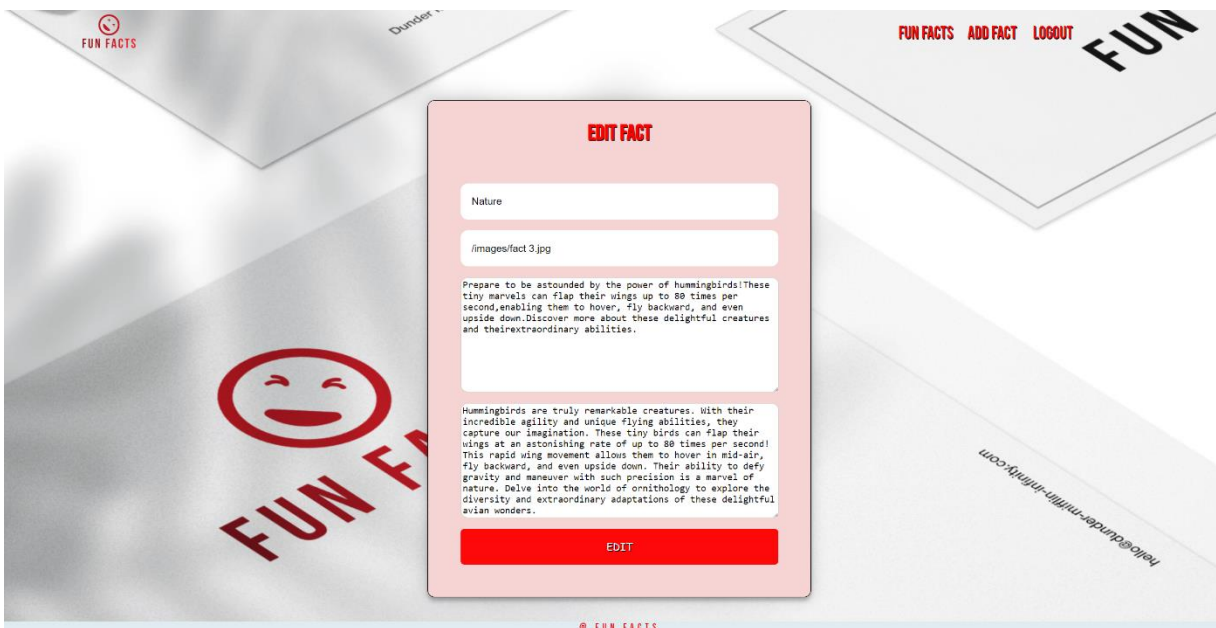 FUN FACTS
Dunder
FUN FACTS ADD FACT LOGOUT
FUN
EDIT FACT
Nature
/images/fact 3.jpg
Prepare to be astounded by the power of hummingbirds!These
tiny marvels can flap their wings up to 80 times per
second,enabling them to hover, fly backward, and even
upside down.Discover more about these delightful creatures
and theirextraordinary abilities.
Hummingbirds are truly remarkable creatures. With their
incredible agility and unique flying abilities, they
capture our imagination. These tiny birds can flap their
wings at an astonishing rate of up to 80 times per second!
This rapid wing movement allows them to hover in mid-air,
fly backward, and even upside down. Their ability to defy
gravity and maneuver with such precision is a marvel of
nature. Delve into the world of ornithology to explore the
diversity and extraordinary adaptations of these delightful
avian wonders.
EDIT
FUN FA
hello@dunder-mifflin-infinity.com
© FUN FACTS